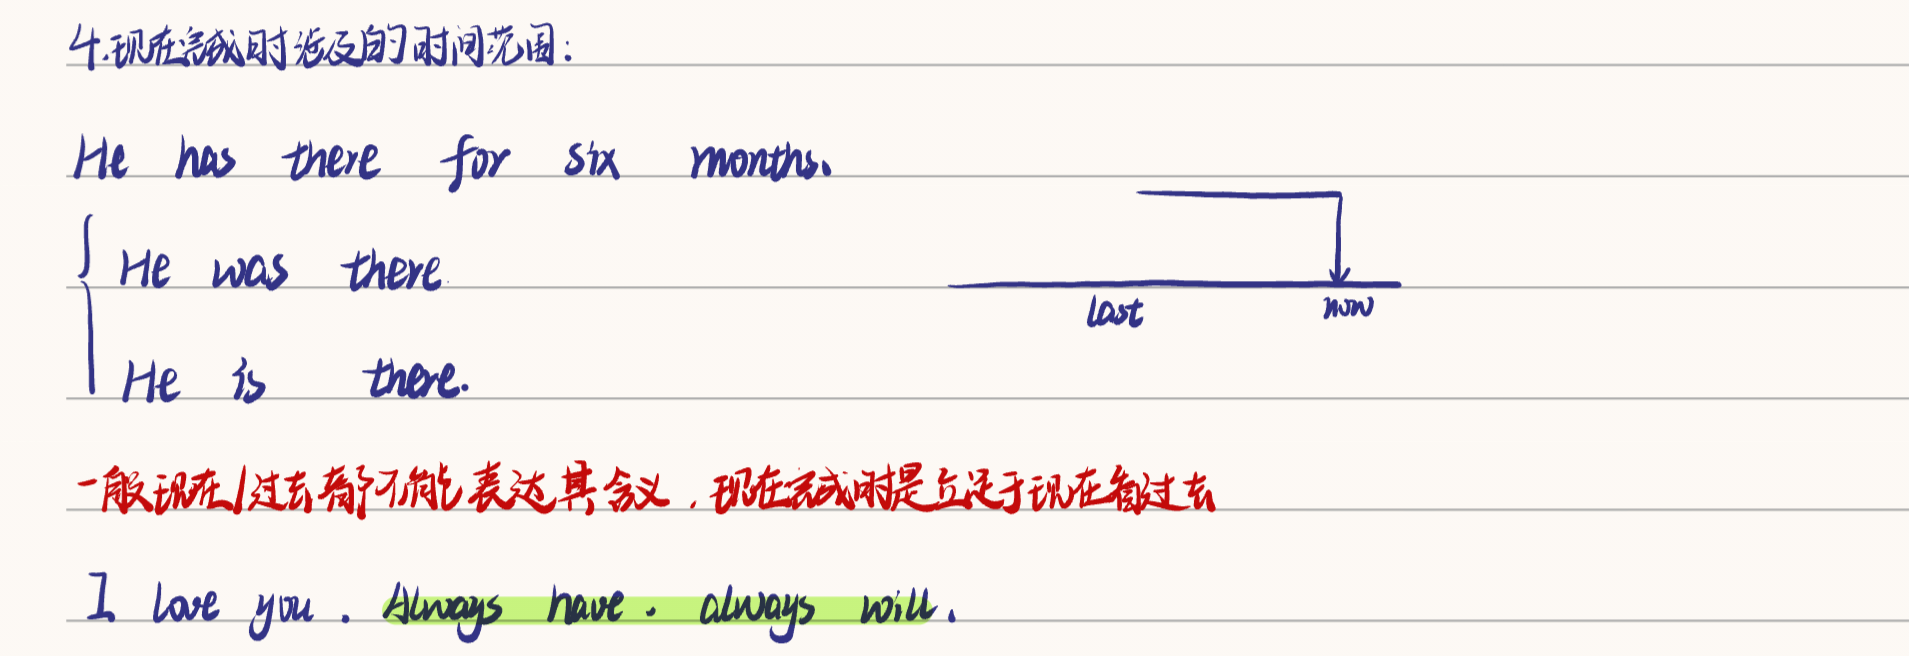 4.现在完成时涉及的时间范围:
He has there for six months.
He was there.
last now
He is there.
一般现在/过去都不能表达其含义,现在完成时是立足于现在看过去
I love you. Always have. always will.